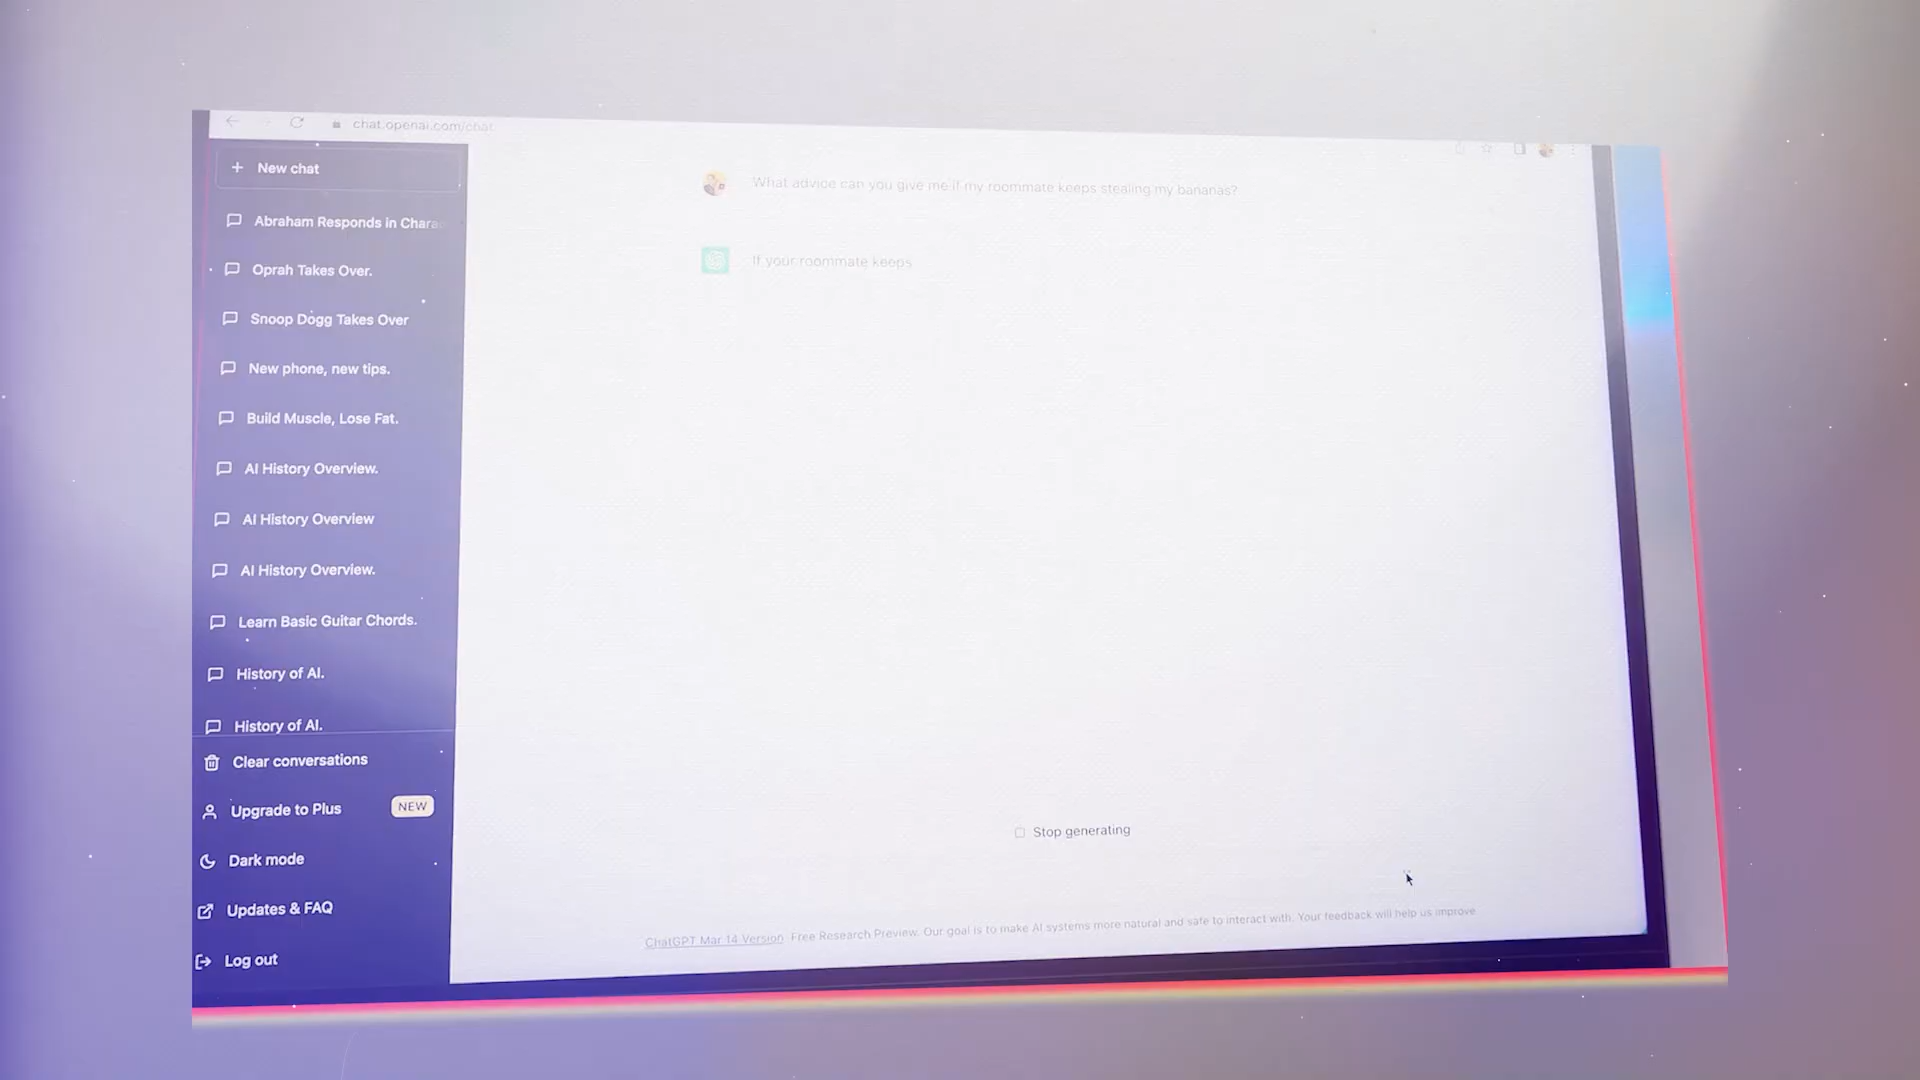 chat.openai.com/chat
New chat
Abraham Responds in Chara
Oprah Takes Over.
Snoop Dogg Takes Over
New phone, new tips.
Build Muscle, Lose Fat.
AI History Overview.
AI History Overview
AI History Overview.
Learn Basic Guitar Chords.
History of AI.
History of AI.
Clear conversations
Upgrade to Plus NEW
Dark mode
Updates & FAQ
Log out
What advice can you give me if my roommate keeps stealing my bananas?
If your roommate keeps
Stop generating
ChatGPT Mar 14 Version. Free Research Preview. Our goal is to make AI systems more natural and safe to interact with. Your feedback will help us improve